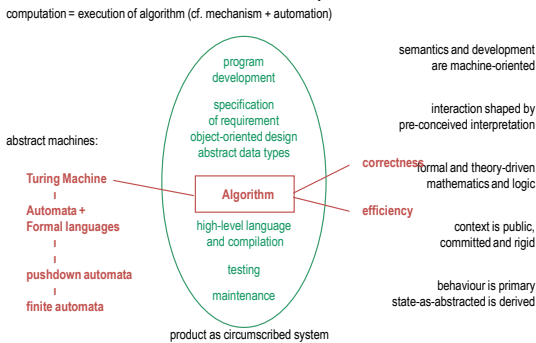 computation = execution of algorithm (cf. mechanism + automation)
program
development
specification
of requirement
object-oriented design
abstract data types
Algorithm
high-level language
and compilation
testing
maintenance
product as circumscribed system
abstract machines:
Turing Machine
Automata +
Formal languages
pushdown automata
finite automata
correctness
efficiency
semantics and development
are machine-oriented
interaction shaped by
pre-conceived interpretation
formal and theory-driven
mathematics and logic
context is public,
committed and rigid
behaviour is primary
state-as-abstracted is derived